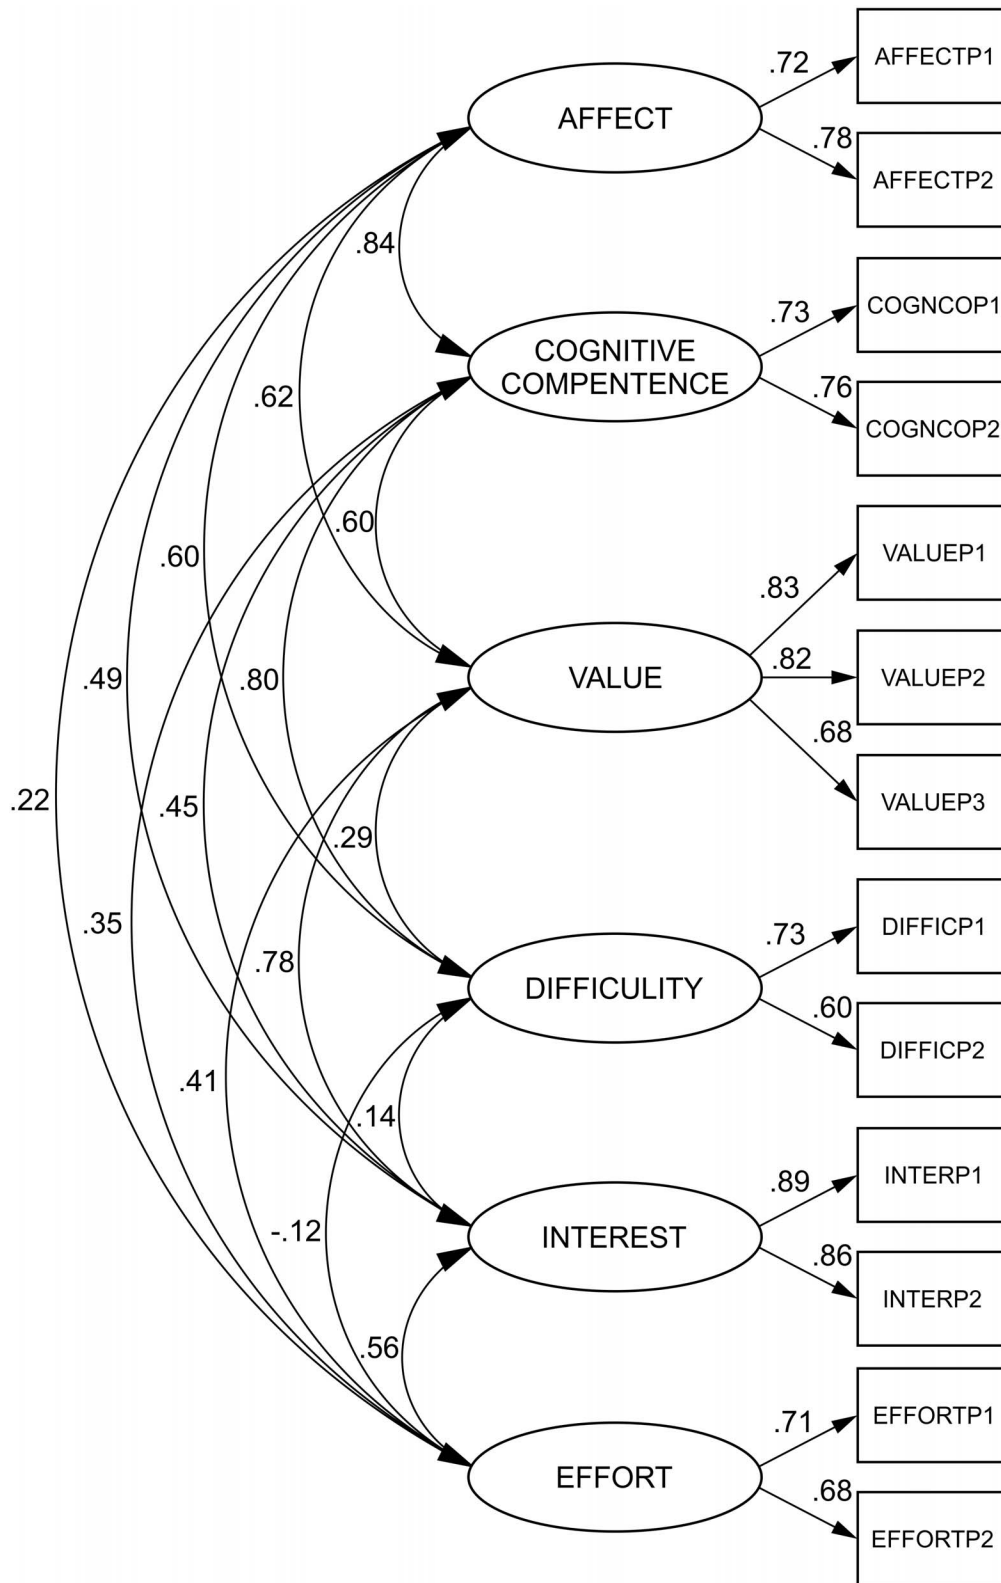 .72
AFFECTP1
AFFECT
.78
AFFECTP2
.84
.73
COGNCOP1
COGNITIVE
COMPENTENCE
.76
COGNCOP2
.62
.60
.60
VALUEP1
.83
.82
VALUE
VALUEP2
.49
.80
.68
VALUEP3
.22
.45
.29
.35
.73
DIFFICP1
.78
DIFFICULITY
.60
DIFFICP2
.41
.14
.89
INTERP1
-.12
INTEREST
.86
INTERP2
.56
.71
EFFORTP1
EFFORT
.68
EFFORTP2